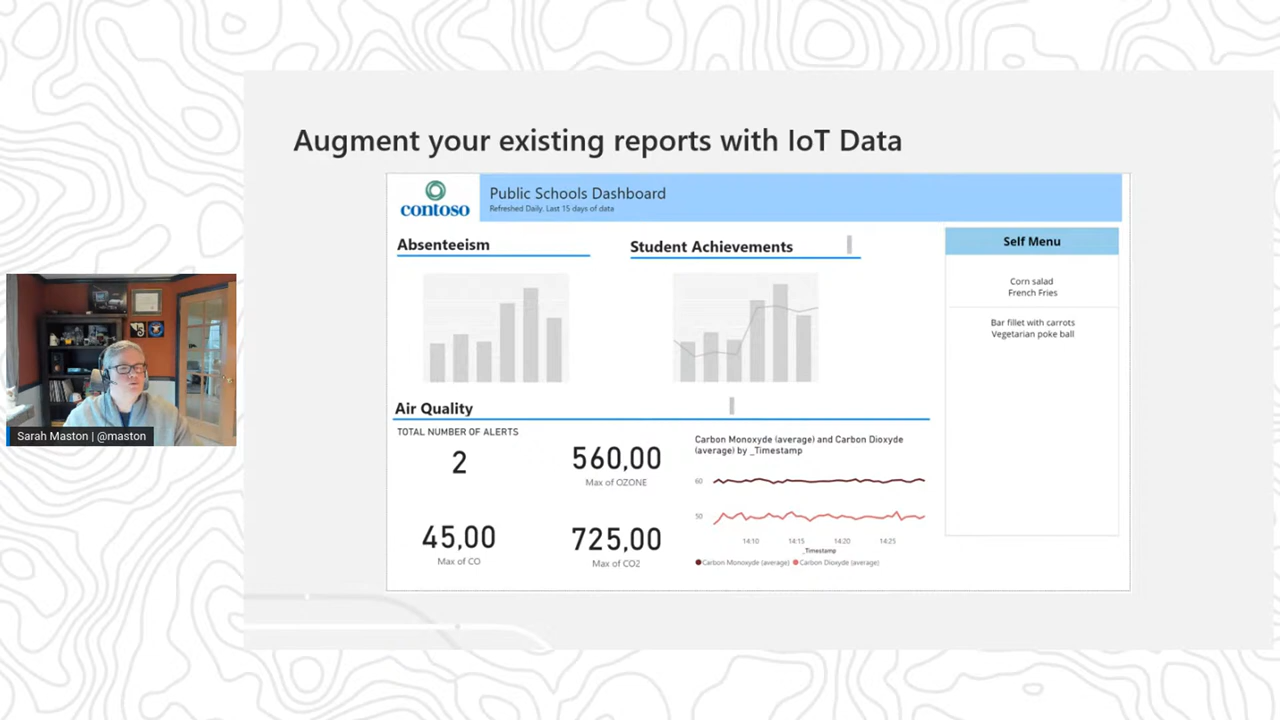 Augment your existing reports with IoT Data
contoso
Public Schools Dashboard
Refreshed Daily. Last 15 days of data
Absenteeism
Student Achievements
Self Menu
Corn salad
French Fries
Bar fillet with carrots
Vegetarian poke ball
Air Quality
TOTAL NUMBER OF ALERTS
2
560,00
Max of OZONE
45,00
Max of CO
725,00
Max of CO2
Carbon Monoxyde (average) and Carbon Dioxyde
(average) by _Timestamp
60
50
14:10 14:15 14:20 14:25
_Timestamp
Carbon Monoxyde (average) Carbon Dioxyde (average)
Sarah Maston | @maston